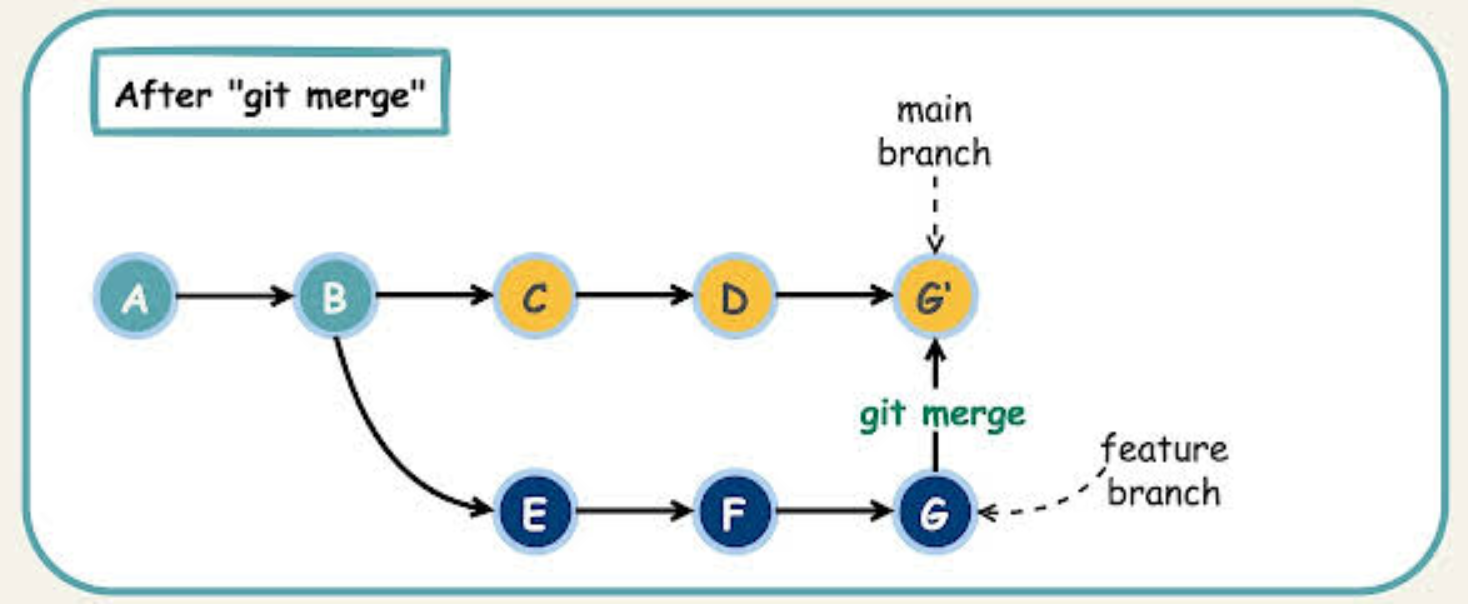 After "git merge"
main
branch
A
B
C
D
G'
git merge
feature
branch
E
F
G